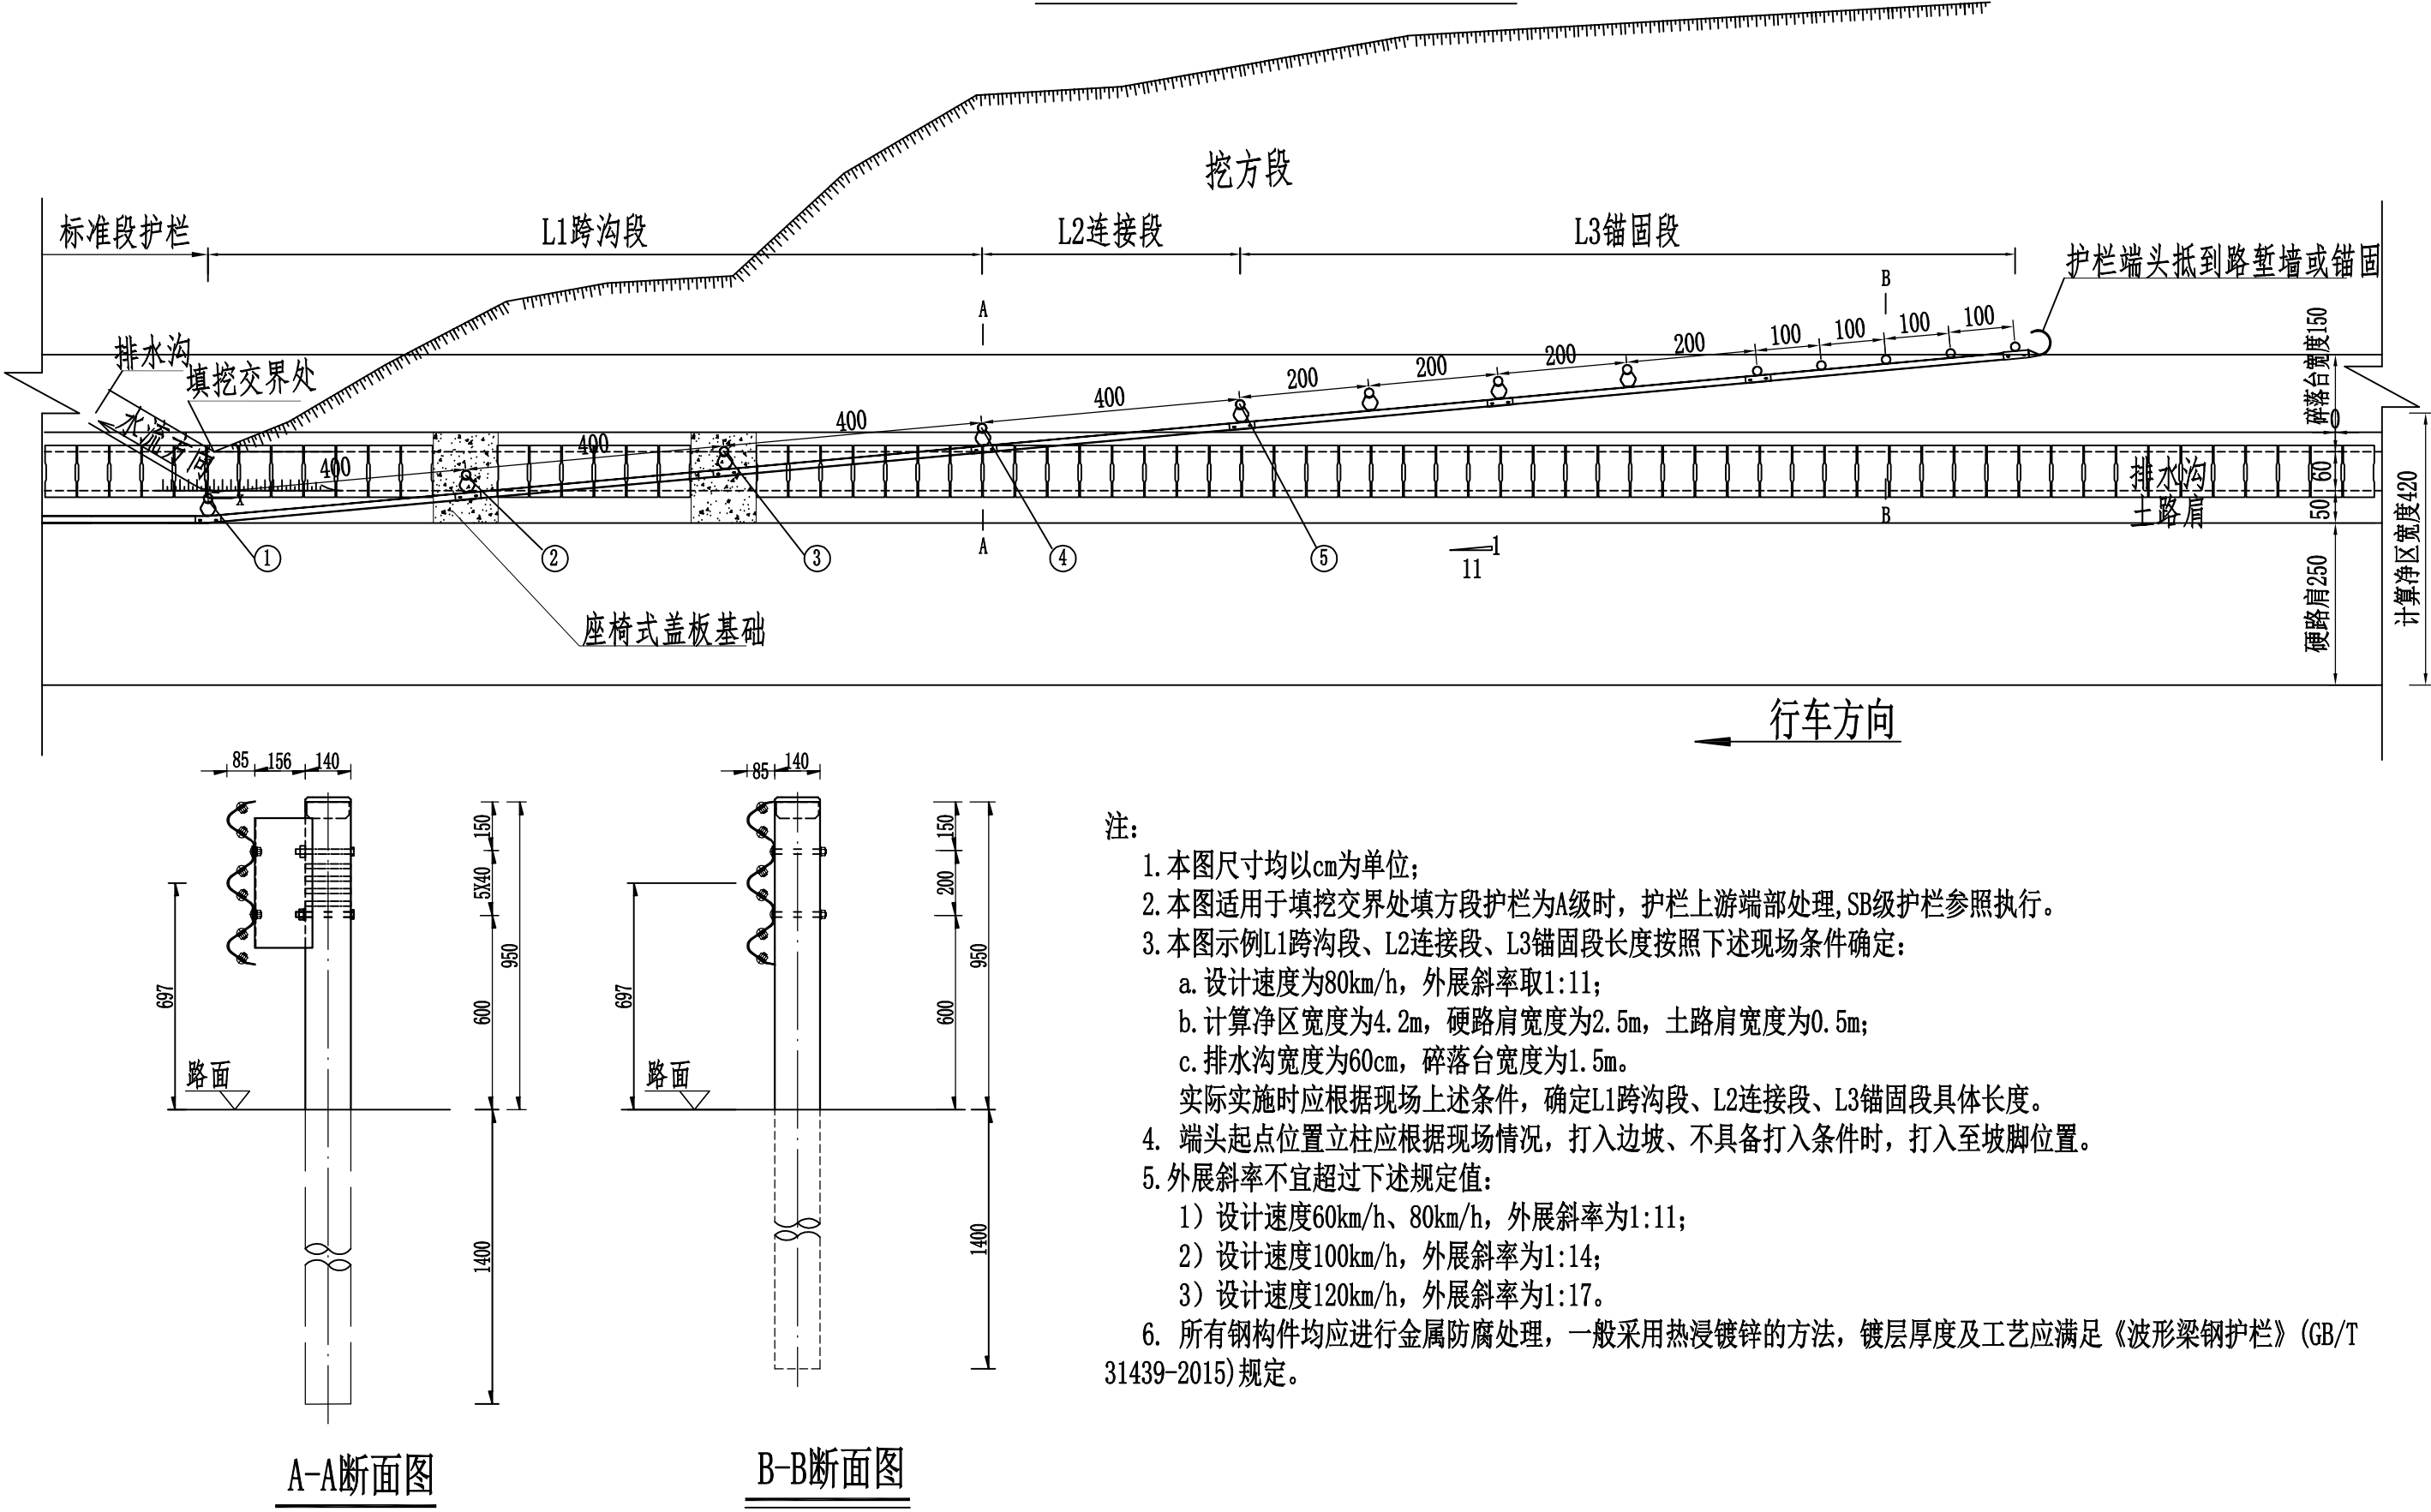 挖方段
标准段护栏
L1跨沟段
L2连接段
L3锚固段
护栏端头抵到路堑墙或锚固
B
A
排水沟
填挖交界处
水流方向
400
400
400
400
200
200
200
200
100
100
100
100
碎落台宽度150
0
排水沟
60
土路肩
50
A
B
1
2
3
4
5
1
11
硬路肩250
计算净区宽度420
座椅式盖板基础
行车方向
85
156
140
150
5X40
950
697
600
路面
1400
A-A断面图
85
140
150
200
950
697
600
路面
1400
B-B断面图
注：
1.本图尺寸均以cm为单位；
2.本图适用于填挖交界处填方段护栏为A级时，护栏上游端部处理,SB级护栏参照执行。
3.本图示例L1跨沟段、L2连接段、L3锚固段长度按照下述现场条件确定：
a.设计速度为80km/h，外展斜率取1:11；
b.计算净区宽度为4.2m，硬路肩宽度为2.5m，土路肩宽度为0.5m；
c.排水沟宽度为60cm，碎落台宽度为1.5m。
实际实施时应根据现场上述条件，确定L1跨沟段、L2连接段、L3锚固段具体长度。
4. 端头起点位置立柱应根据现场情况，打入边坡、不具备打入条件时，打入至坡脚位置。
5.外展斜率不宜超过下述规定值：
1）设计速度60km/h、80km/h，外展斜率为1:11；
2）设计速度100km/h，外展斜率为1:14；
3）设计速度120km/h，外展斜率为1:17。
6. 所有钢构件均应进行金属防腐处理，一般采用热浸镀锌的方法，镀层厚度及工艺应满足《波形梁钢护栏》(GB/T
31439-2015)规定。